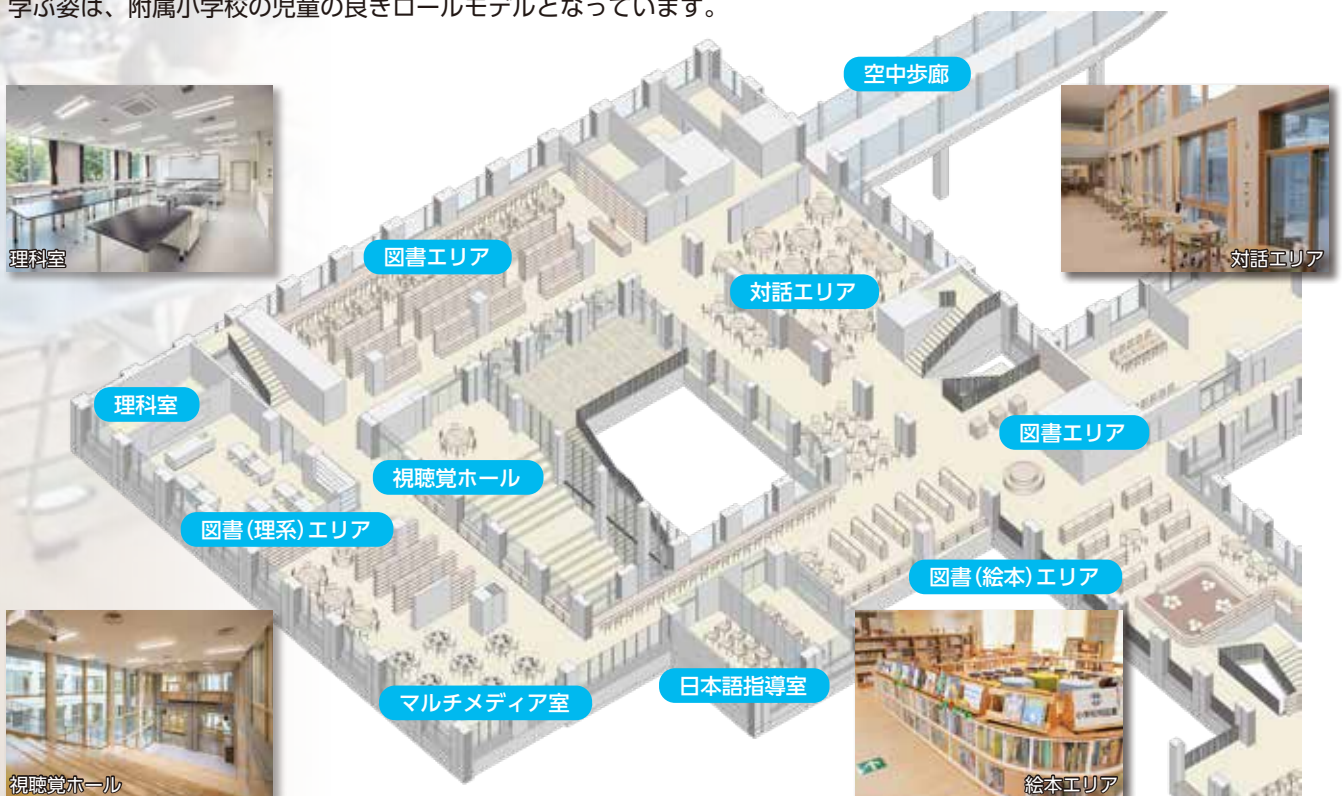 学ぶ姿は、附属小学校の児童の良きロールモデルとなっています。
空中歩廊
理科室
対話エリア
図書エリア
対話エリア
理科室
図書エリア
視聴覚ホール
図書(理系)エリア
図書(絵本)エリア
日本語指導室
マルチメディア室
視聴覚ホール
絵本エリア